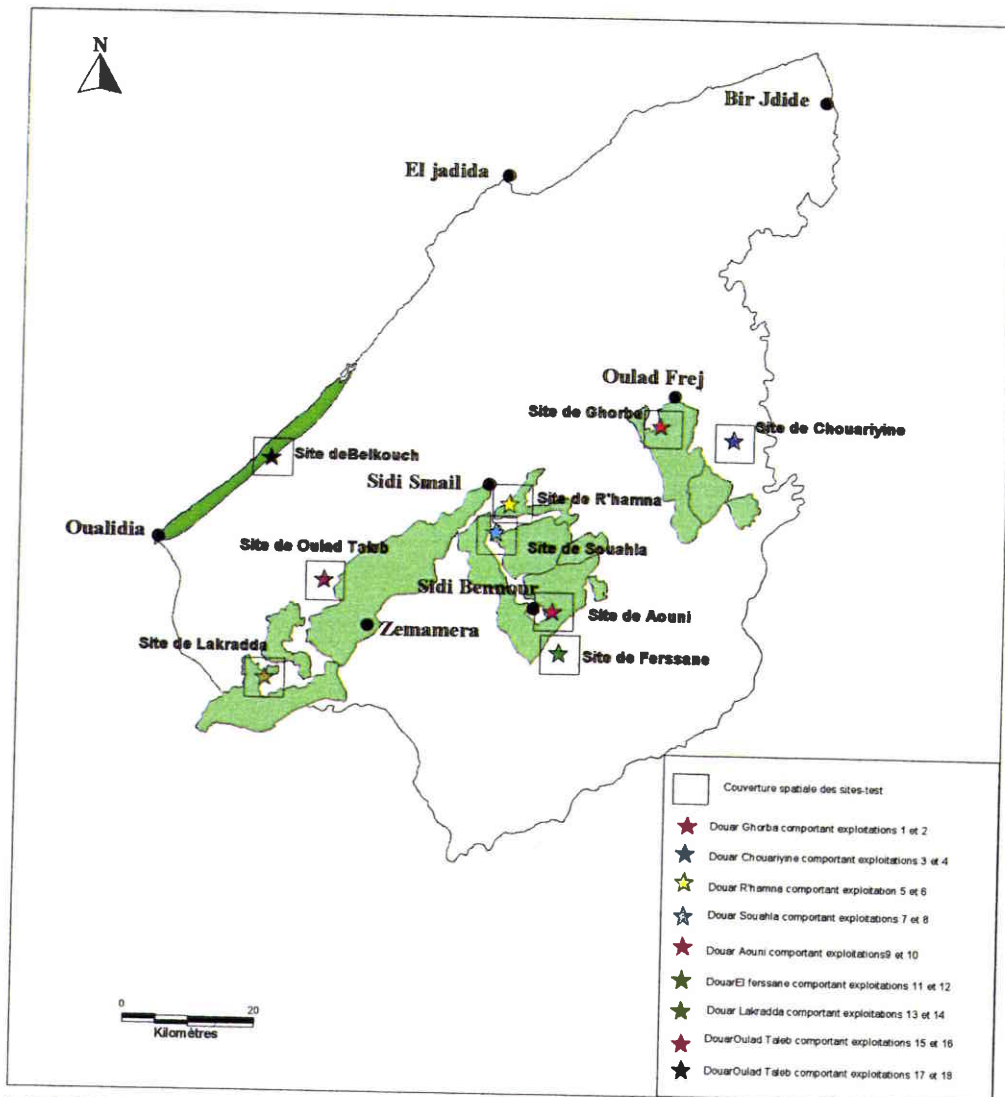 N
Bir Jdide
El jadida
Oulad Frej
Site de Ghorba
Site de Chouariyine
Site deBelkouch
Sidi Smail
Site de R'hamna
Oualidia
Site de Oulad Taleb
Site de Souahla
Sidi Bennour
Site de Aouni
Zemamera
Site de Lakradda
Site de Ferssane
Couverture spatiale des sites-test
Douar Ghorba comportant exploitations 1 et 2
Douar Chouariyine comportant exploitations 3 et 4
Douar R'hamna comportant exploitation 5 et 6
Douar Souahla comportant exploitations 7 et 8
Douar Aouni comportant exploitations9 et 10
DouarEl ferssane comportant exploitations 11 et 12
Douar Lakradda comportant exploitations 13 et 14
DouarOulad Taleb comportant exploitations 15 et 16
DouarOulad Taleb comportant exploitations 17 et 18
0 20
Kilomètres